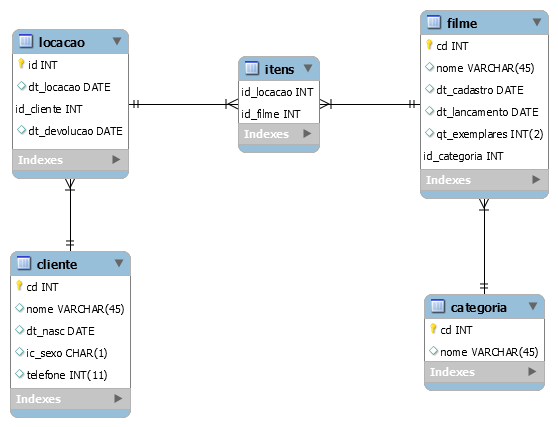 locacao
id INT
dt_locacao DATE
id_cliente INT
dt_devolucao DATE
Indexes
itens
id_locacao INT
id_filme INT
Indexes
filme
cd INT
nome VARCHAR(45)
dt_cadastro DATE
dt_lancamento DATE
qt_exemplares INT(2)
id_categoria INT
Indexes
cliente
cd INT
nome VARCHAR(45)
dt_nasc DATE
ic_sexo CHAR(1)
telefone INT(11)
Indexes
categoria
cd INT
nome VARCHAR(45)
Indexes